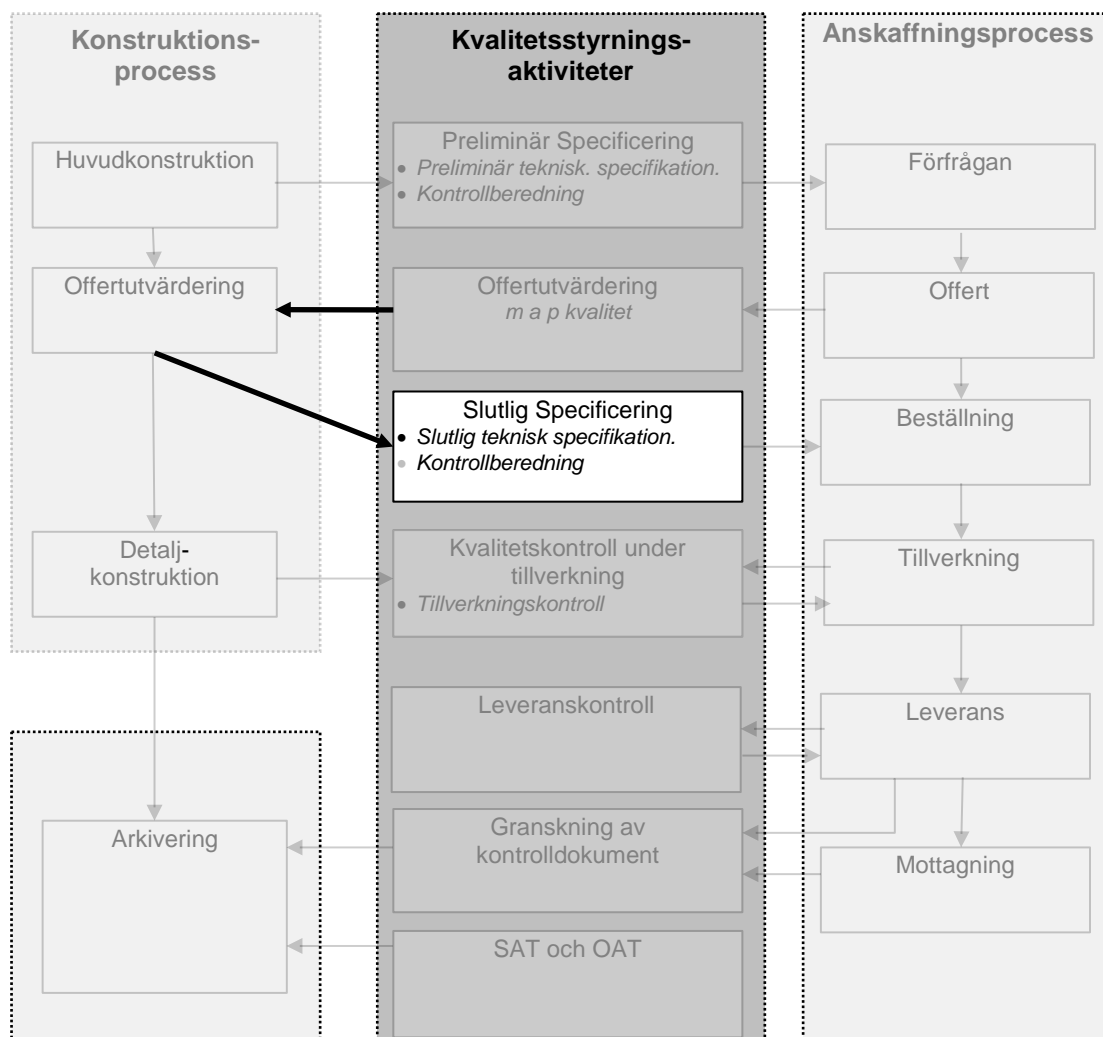 Konstruktions-
process
Huvudkonstruktion
Offertutvärdering
Detalj-
konstruktion
Arkivering
Kvalitetsstyrnings-
aktiviteter
Preliminär Specificering
• Preliminär teknisk. specifikation.
• Kontrollberedning
Offertutvärdering
m a p kvalitet
Slutlig Specificering
• Slutlig teknisk specifikation.
• Kontrollberedning
Kvalitetskontroll under
tillverkning
• Tillverkningskontroll
Leveranskontroll
Granskning av
kontrolldokument
SAT och OAT
Anskaffningsprocess
Förfrågan
Offert
Beställning
Tillverkning
Leverans
Mottagning